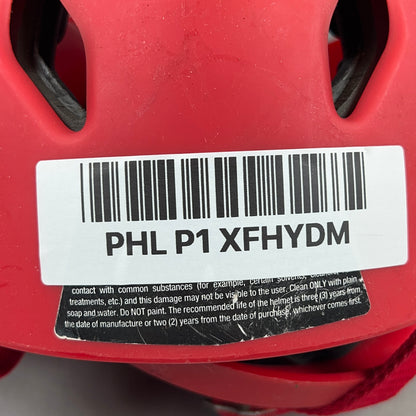 PHL P1 XFHYDM
contact with common substances (for example, certain solvents,
treatments, etc.) and this damage may not be visible to the user. Clean ONLY with plain
soap and water. Do NOT paint. The recommended life of the helmet is three (3) years from
the date of manufacture or two (2) years from the date of purchase, whichever comes first.